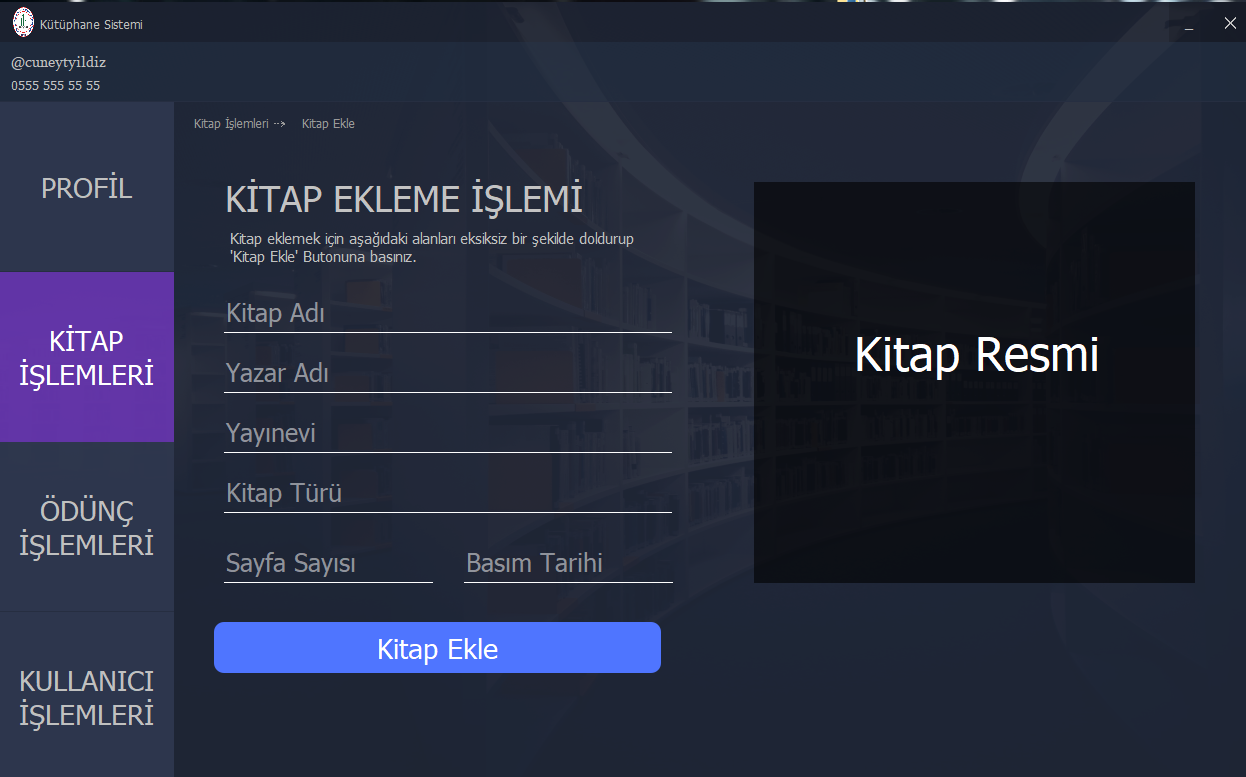 Kütüphane Sistemi
@cuneytyildiz
0555 555 55 55
Kitap İşlemleri --> Kitap Ekle
PROFİL
KİTAP
İŞLEMLERİ
ÖDÜNÇ
İŞLEMLERİ
KULLANICI
İŞLEMLERİ
KİTAP EKLEME İŞLEMİ
Kitap eklemek için aşağıdaki alanları eksiksiz bir şekilde doldurup
'Kitap Ekle' Butonuna basınız.
Kitap Adı
Yazar Adı
Yayınevi
Kitap Türü
Sayfa Sayısı
Basım Tarihi
Kitap Ekle
Kitap Resmi